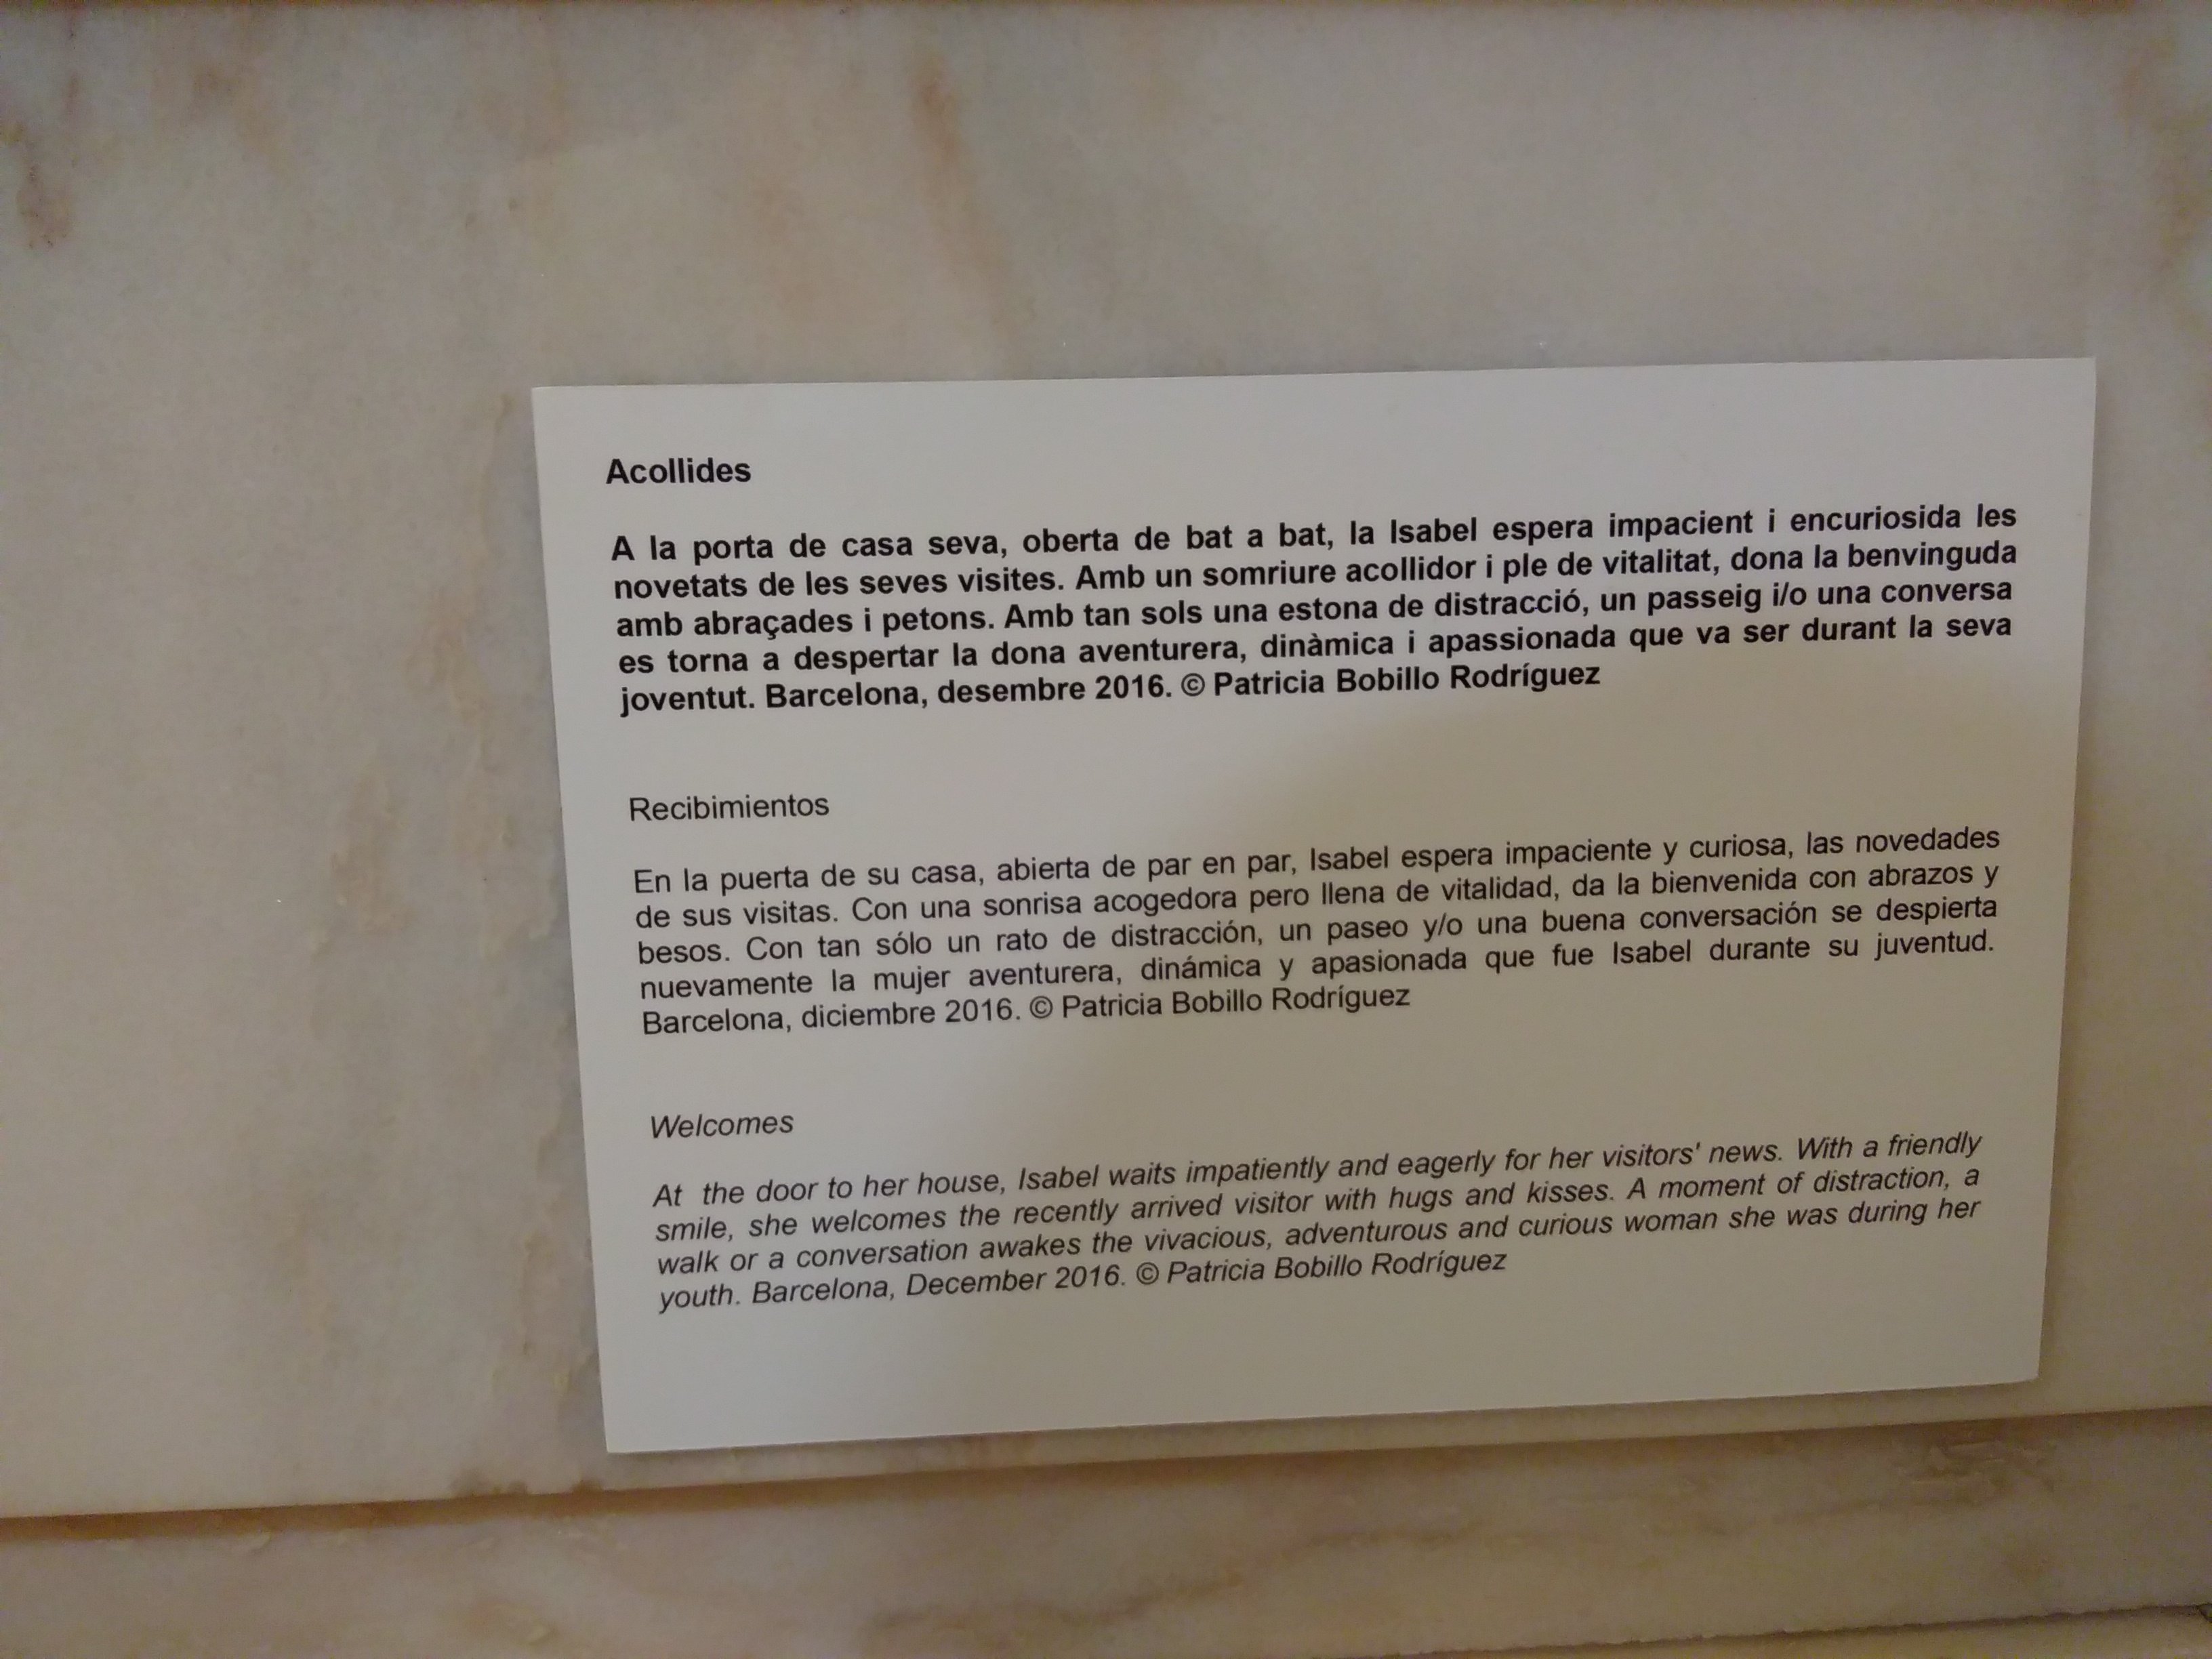 Acollides
A la porta de casa seva, oberta de bat a bat, la Isabel espera impacient i encuriosida les
novetats de les seves visites. Amb un somriure acollidor i ple de vitalitat, dona la benvinguda
amb abraçades i petons. Amb tan sols una estona de distracció, un passeig i/o una conversa
es torna a despertar la dona aventurera, dinàmica i apassionada que va ser durant la seva
joventut. Barcelona, desembre 2016. © Patricia Bobillo Rodríguez
Recibimientos
En la puerta de su casa, abierta de par en par, Isabel espera impaciente y curiosa, las novedades
de sus visitas. Con una sonrisa acogedora pero llena de vitalidad, da la bienvenida con abrazos y
besos. Con tan sólo un rato de distracción, un paseo y/o una buena conversación se despierta
nuevamente la mujer aventurera, dinámica y apasionada que fue Isabel durante su juventud.
Barcelona, diciembre 2016. © Patricia Bobillo Rodríguez
Welcomes
At the door to her house, Isabel waits impatiently and eagerly for her visitors' news. With a friendly
smile, she welcomes the recently arrived visitor with hugs and kisses. A moment of distraction, a
walk or a conversation awakes the vivacious, adventurous and curious woman she was during her
youth. Barcelona, December 2016. © Patricia Bobillo Rodríguez